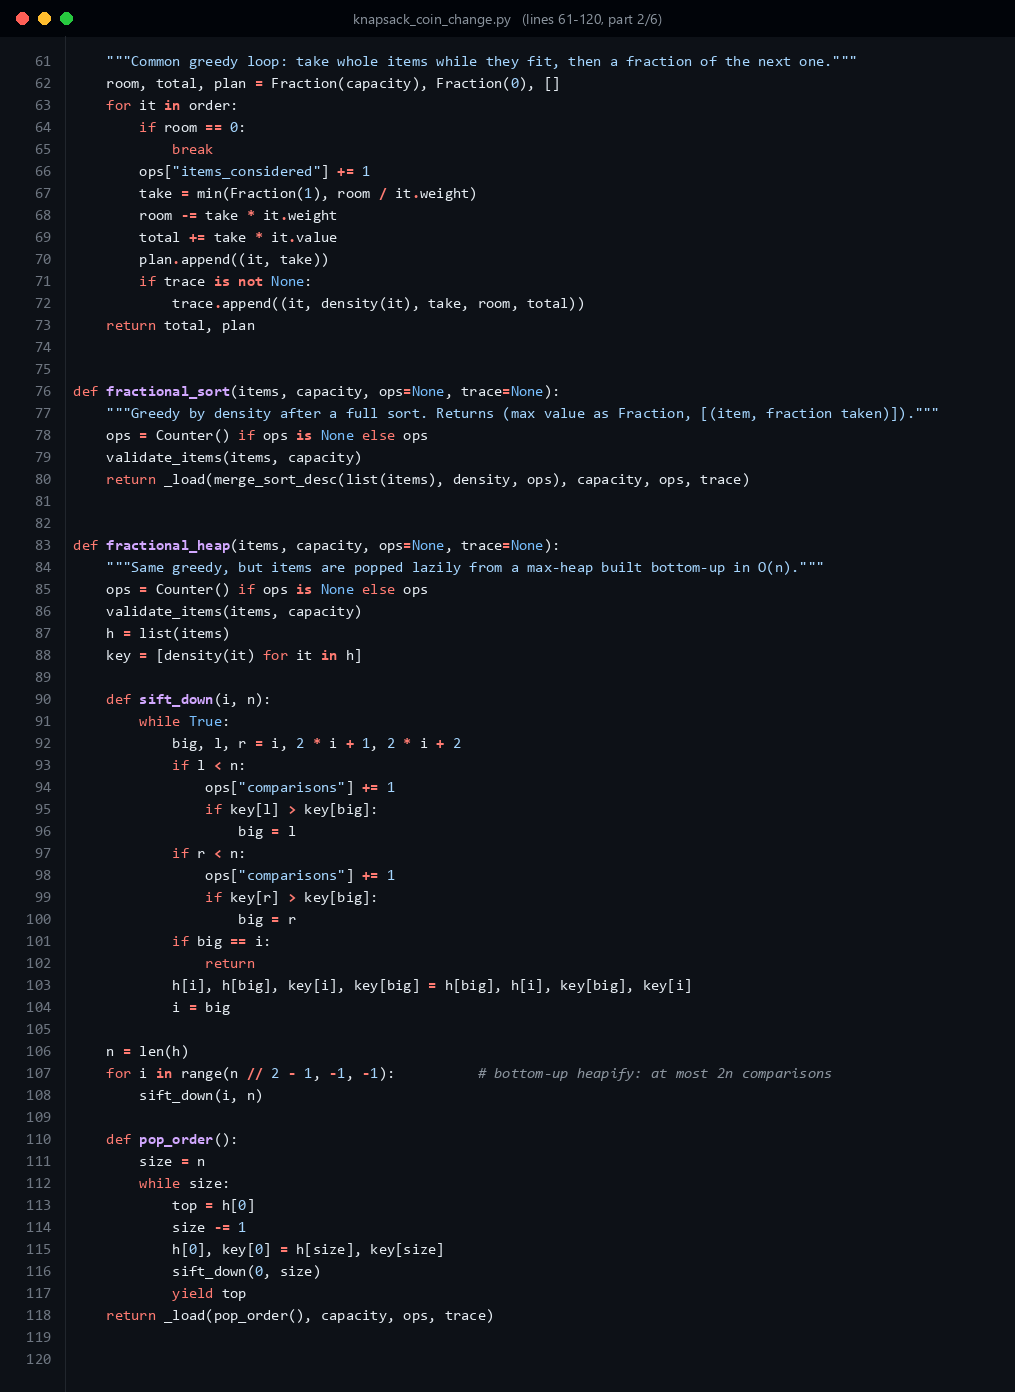 knapsack_coin_change.py   (lines 61-120, part 2/6)
61      """Common greedy loop: take whole items while they fit, then a fraction of the next one."""
62      room, total, plan = Fraction(capacity), Fraction(0), []
63      for it in order:
64          if room == 0:
65              break
66          ops["items_considered"] += 1
67          take = min(Fraction(1), room / it.weight)
68          room -= take * it.weight
69          total += take * it.value
70          plan.append((it, take))
71          if trace is not None:
72              trace.append((it, density(it), take, room, total))
73      return total, plan
74
75
76  def fractional_sort(items, capacity, ops=None, trace=None):
77      """Greedy by density after a full sort. Returns (max value as Fraction, [(item, fraction taken)])."""
78      ops = Counter() if ops is None else ops
79      validate_items(items, capacity)
80      return _load(merge_sort_desc(list(items), density, ops), capacity, ops, trace)
81
82
83  def fractional_heap(items, capacity, ops=None, trace=None):
84      """Same greedy, but items are popped lazily from a max-heap built bottom-up in O(n)."""
85      ops = Counter() if ops is None else ops
86      validate_items(items, capacity)
87      h = list(items)
88      key = [density(it) for it in h]
89
90      def sift_down(i, n):
91          while True:
92              big, l, r = i, 2 * i + 1, 2 * i + 2
93              if l < n:
94                  ops["comparisons"] += 1
95                  if key[l] > key[big]:
96                      big = l
97              if r < n:
98                  ops["comparisons"] += 1
99                  if key[r] > key[big]:
100                     big = r
101             if big == i:
102                 return
103             h[i], h[big], key[i], key[big] = h[big], h[i], key[big], key[i]
104             i = big
105
106     n = len(h)
107     for i in range(n // 2 - 1, -1, -1):          # bottom-up heapify: at most 2n comparisons
108         sift_down(i, n)
109
110     def pop_order():
111         size = n
112         while size:
113             top = h[0]
114             size -= 1
115             h[0], key[0] = h[size], key[size]
116             sift_down(0, size)
117             yield top
118     return _load(pop_order(), capacity, ops, trace)
119
120